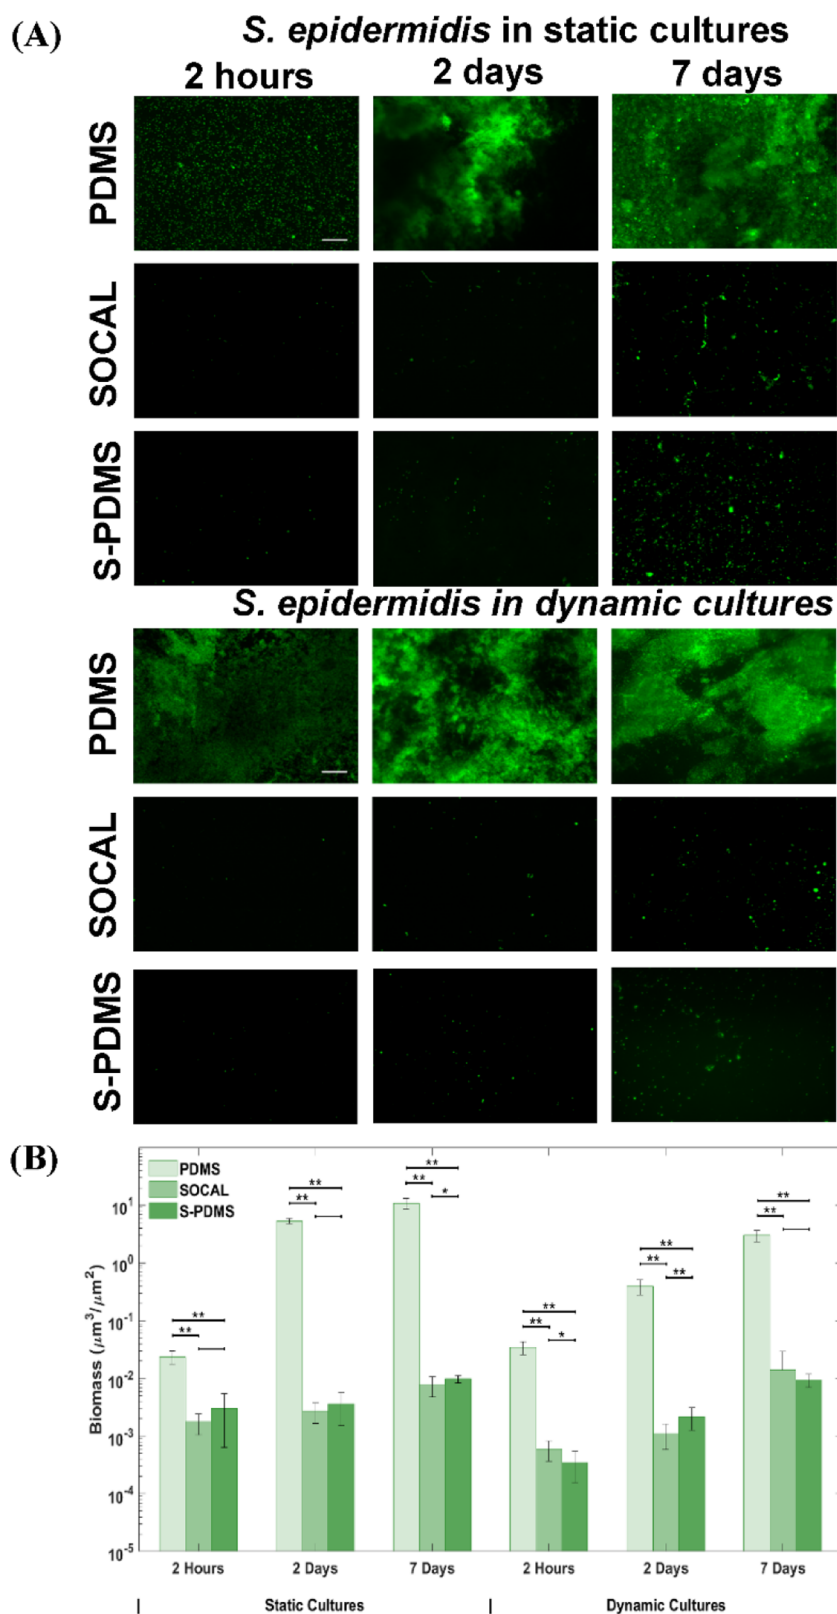 (A)
S. epidermidis in static cultures
2 hours 2 days 7 days
PDMS
SOCAL
S-PDMS
S. epidermidis in dynamic cultures
PDMS
SOCAL
S-PDMS
(B)
PDMS
SOCAL
S-PDMS
Biomass (μm³/μm²)
10¹
10⁰
10⁻¹
10⁻²
10⁻³
10⁻⁴
10⁻⁵
**
**
**
**
**
**
*
**
**
*
**
**
**
**
**
2 Hours 2 Days 7 Days 2 Hours 2 Days 7 Days
Static Cultures Dynamic Cultures